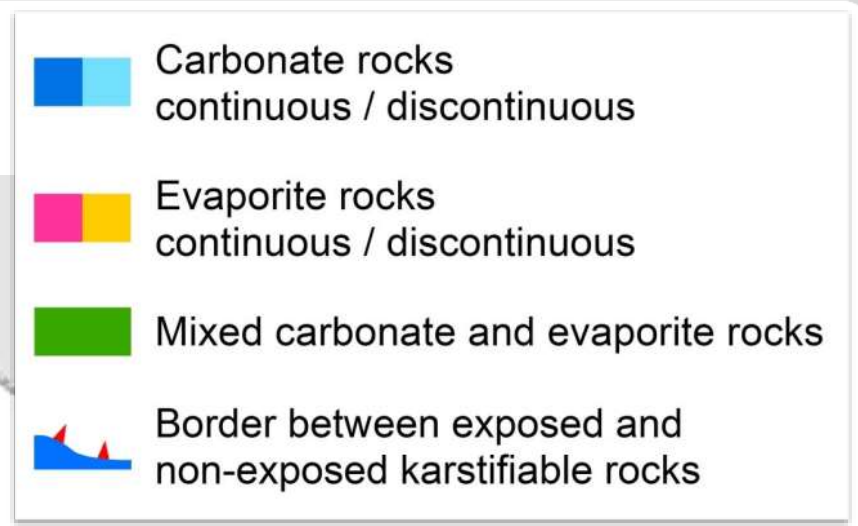 Carbonate rocks
continuous / discontinuous
Evaporite rocks
continuous / discontinuous
Mixed carbonate and evaporite rocks
Border between exposed and
non-exposed karstifiable rocks